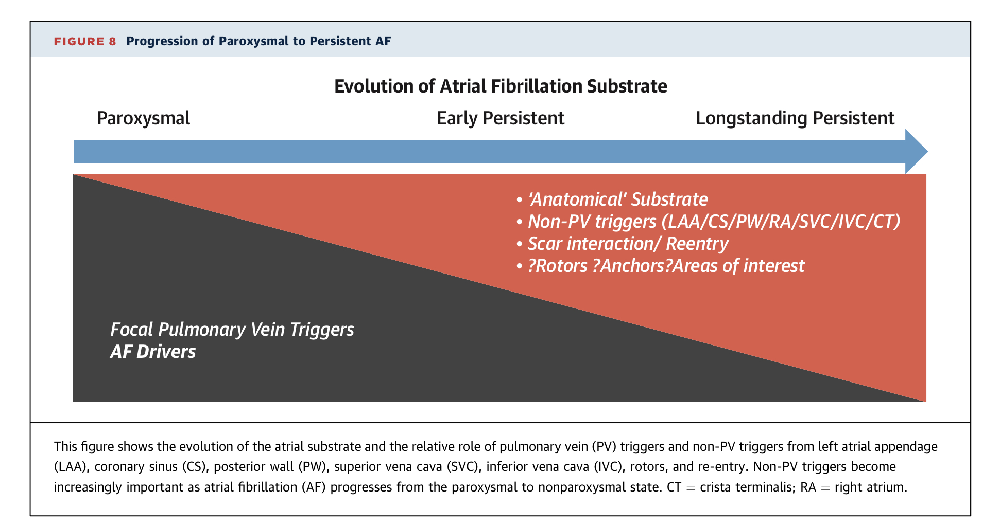 FIGURE 8 Progression of Paroxysmal to Persistent AF
Evolution of Atrial Fibrillation Substrate
Paroxysmal Early Persistent Longstanding Persistent
• ‘Anatomical’ Substrate
• Non-PV triggers (LAA/CS/PW/RA/SVC/IVC/CT)
• Scar interaction/ Reentry
• ?Rotors ?Anchors?Areas of interest
Focal Pulmonary Vein Triggers
AF Drivers
This figure shows the evolution of the atrial substrate and the relative role of pulmonary vein (PV) triggers and non-PV triggers from left atrial appendage
(LAA), coronary sinus (CS), posterior wall (PW), superior vena cava (SVC), inferior vena cava (IVC), rotors, and re-entry. Non-PV triggers become
increasingly important as atrial fibrillation (AF) progresses from the paroxysmal to nonparoxysmal state. CT = crista terminalis; RA = right atrium.